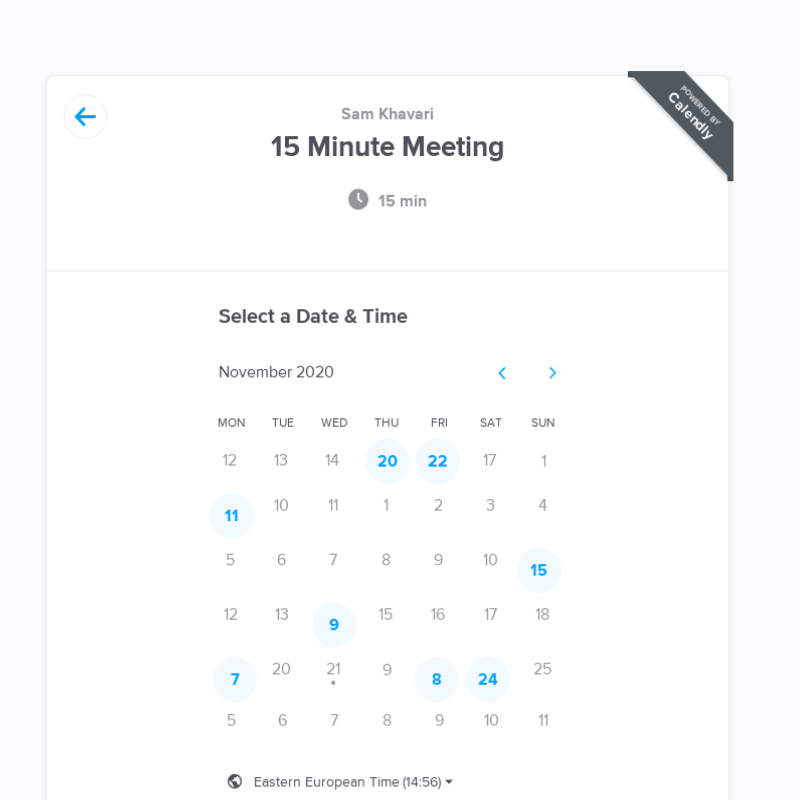 POWERED BY
Calendly
Sam Khavari
15 Minute Meeting
15 min
Select a Date & Time
November 2020
MON TUE WED THU FRI SAT SUN
12 13 14 20 22 17 1
11 10 11 1 2 3 4
5 6 7 8 9 10 15
12 13 9 15 16 17 18
7 20 21 9 8 24 25
5 6 7 8 9 10 11
Eastern European Time (14:56)